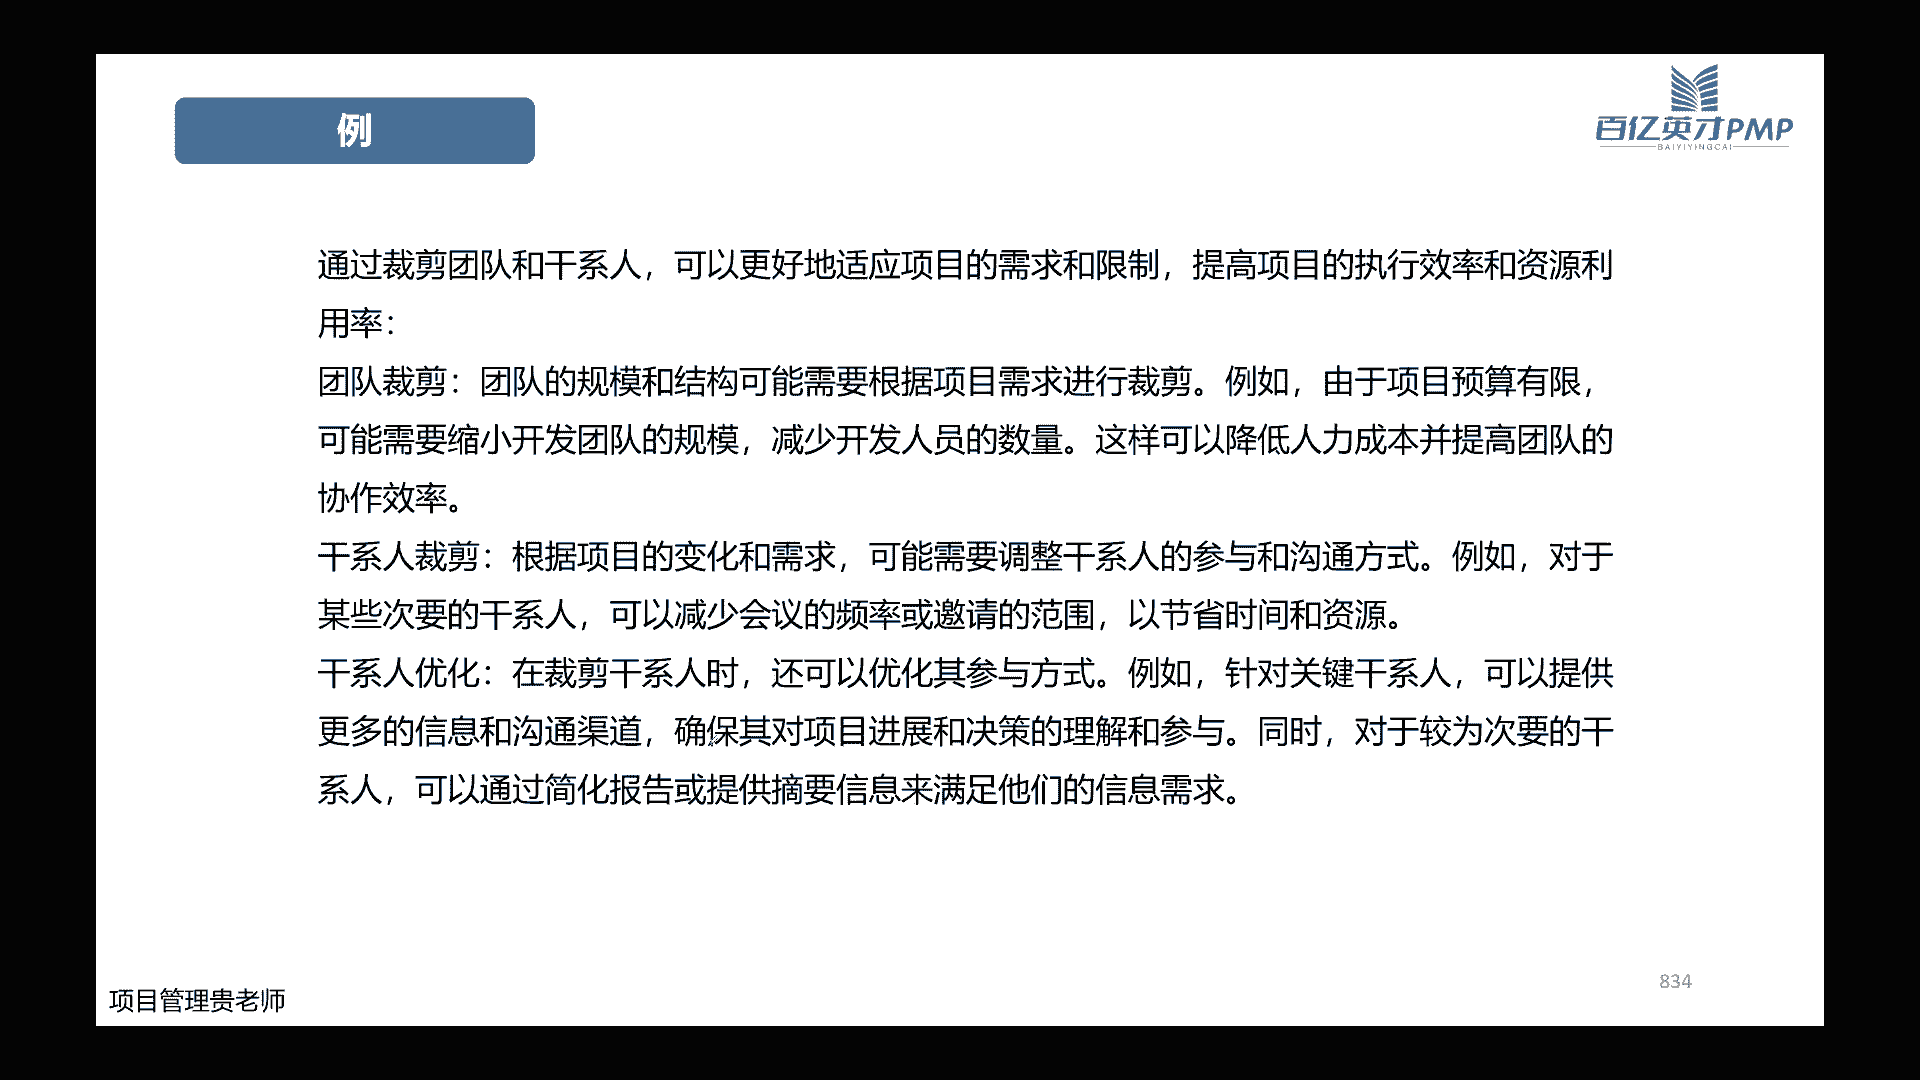 例
百亿英才PMP
BAIYIYINGCAI
通过裁剪团队和干系人，可以更好地适应项目的需求和限制，提高项目的执行效率和资源利
用率：
团队裁剪：团队的规模和结构可能需要根据项目需求进行裁剪。例如，由于项目预算有限，
可能需要缩小开发团队的规模，减少开发人员的数量。这样可以降低人力成本并提高团队的
协作效率。
干系人裁剪：根据项目的变化和需求，可能需要调整干系人的参与和沟通方式。例如，对于
某些次要的干系人，可以减少会议的频率或邀请的范围，以节省时间和资源。
干系人优化：在裁剪干系人时，还可以优化其参与方式。例如，针对关键干系人，可以提供
更多的信息和沟通渠道，确保其对项目进展和决策的理解和参与。同时，对于较为次要的干
系人，可以通过简化报告或提供摘要信息来满足他们的信息需求。
834
项目管理贵老师